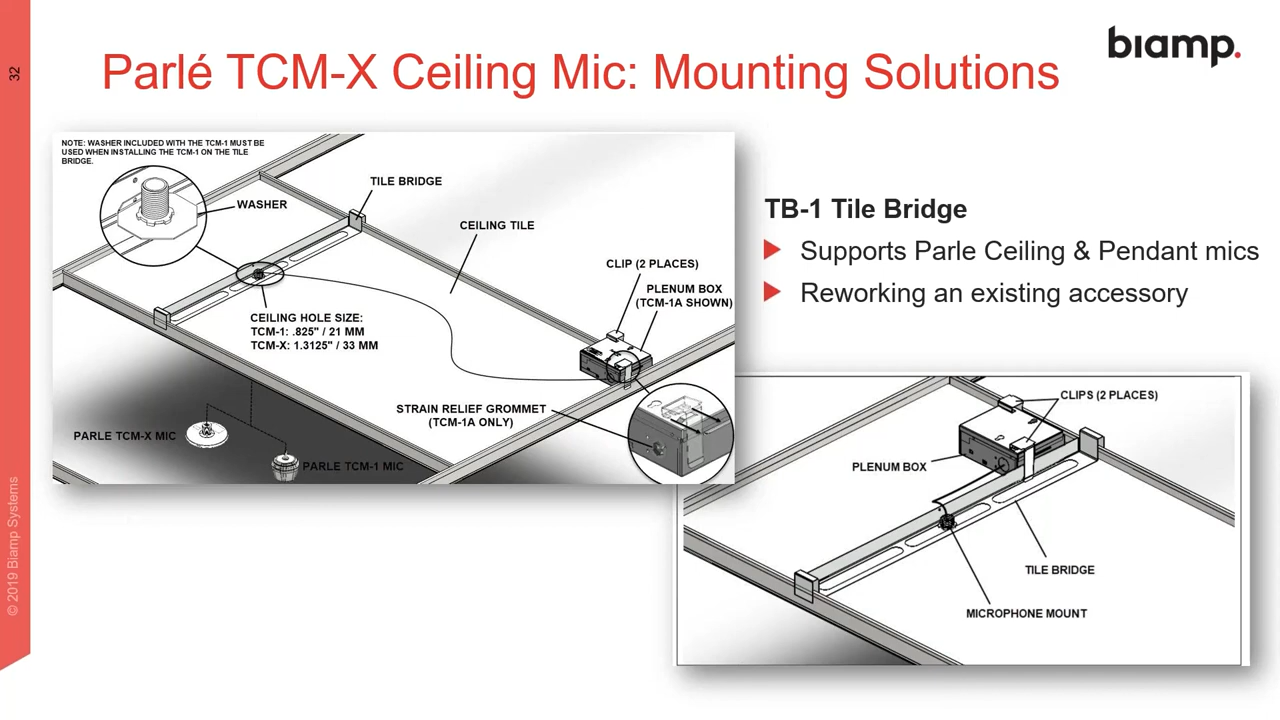 32
Parlé TCM-X Ceiling Mic: Mounting Solutions
biamp.
NOTE: WASHER INCLUDED WITH THE TCM-1 MUST BE
USED WHEN INSTALLING THE TCM-1 ON THE TILE
BRIDGE.
WASHER
TILE BRIDGE
CEILING TILE
CLIP (2 PLACES)
PLENUM BOX
(TCM-1A SHOWN)
CEILING HOLE SIZE:
TCM-1: .825" / 21 MM
TCM-X: 1.3125" / 33 MM
STRAIN RELIEF GROMMET
(TCM-1A ONLY)
PARLE TCM-X MIC
PARLE TCM-1 MIC
TB-1 Tile Bridge
Supports Parle Ceiling & Pendant mics
Reworking an existing accessory
CLIPS (2 PLACES)
PLENUM BOX
TILE BRIDGE
MICROPHONE MOUNT
© 2019 Biamp Systems